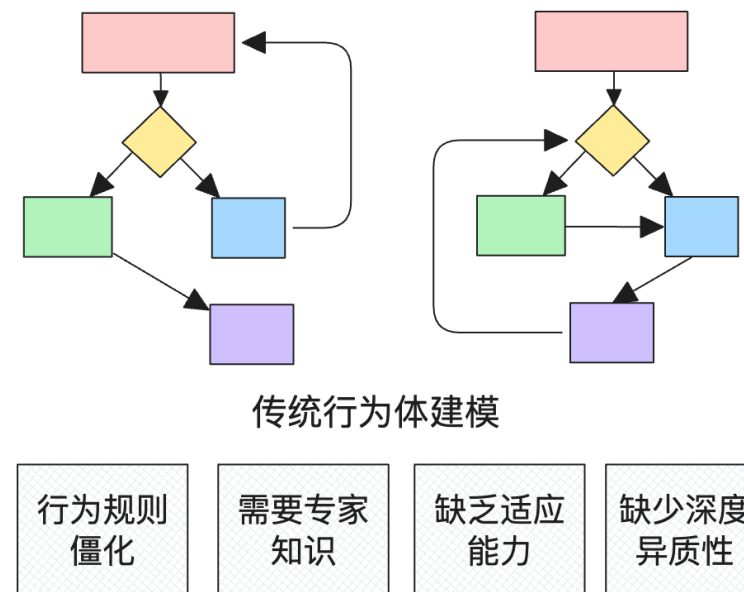 传统行为体建模
行为规则
僵化
需要专家
知识
缺乏适应
能力
缺少深度
异质性